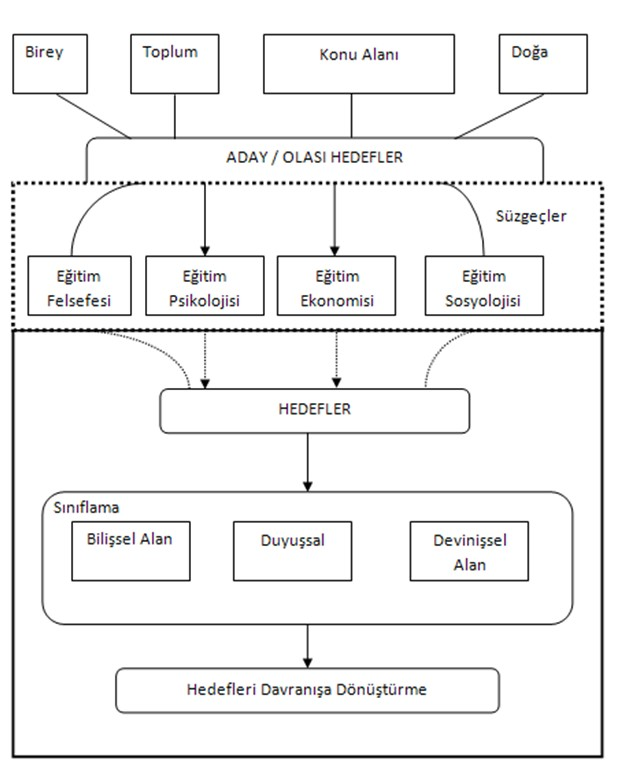 Birey
Toplum
Konu Alanı
Doğa
ADAY / OLASI HEDEFLER
Süzgeçler
Eğitim
Felsefesi
Eğitim
Psikolojisi
Eğitim
Ekonomisi
Eğitim
Sosyolojisi
HEDEFLER
Sınıflama
Bilişsel Alan
Duyuşsal
Devinişsel
Alan
Hedefleri Davranışa Dönüştürme